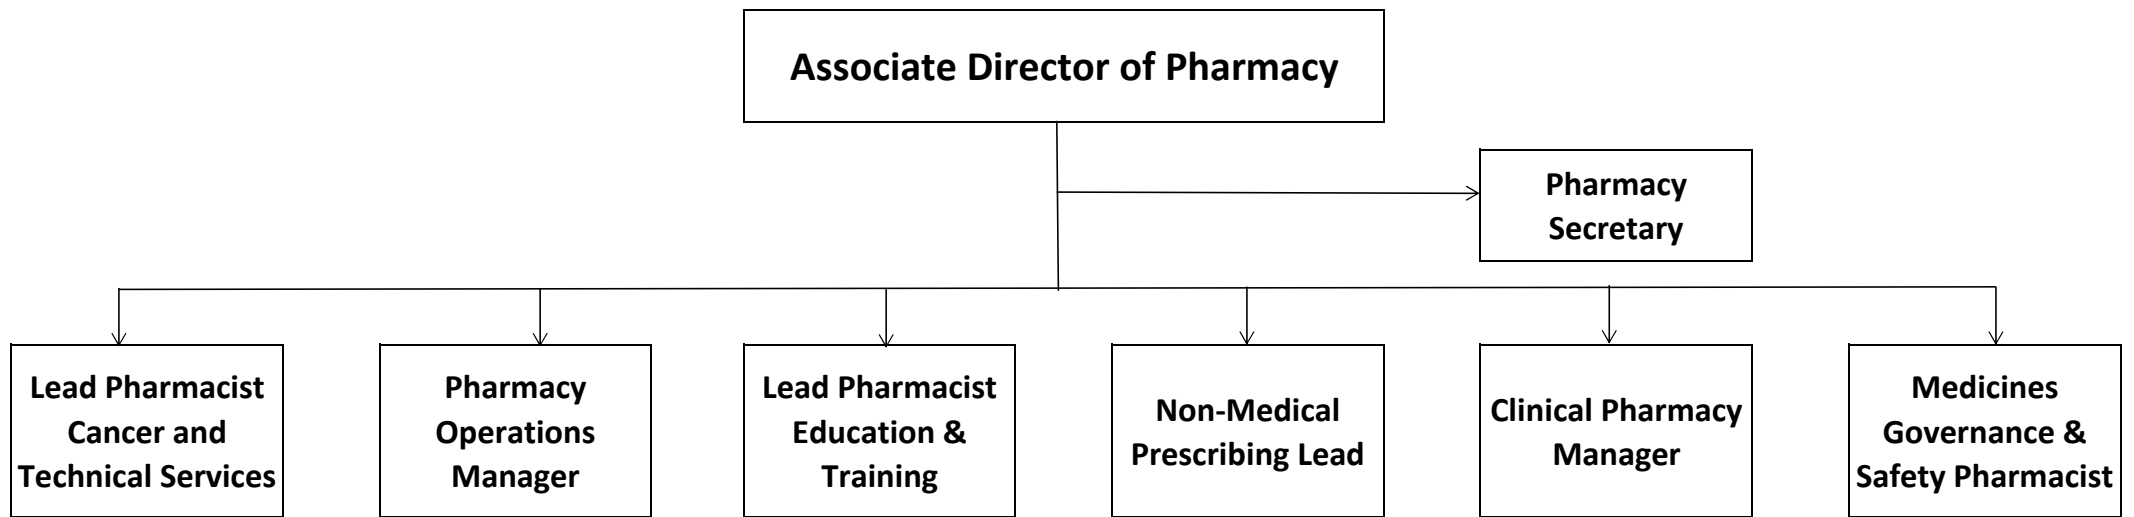 Associate Director of Pharmacy
Pharmacy
Secretary
Lead Pharmacist
Cancer and
Technical Services
Pharmacy
Operations
Manager
Lead Pharmacist
Education &
Training
Non-Medical
Prescribing Lead
Clinical Pharmacy
Manager
Medicines
Governance &
Safety Pharmacist